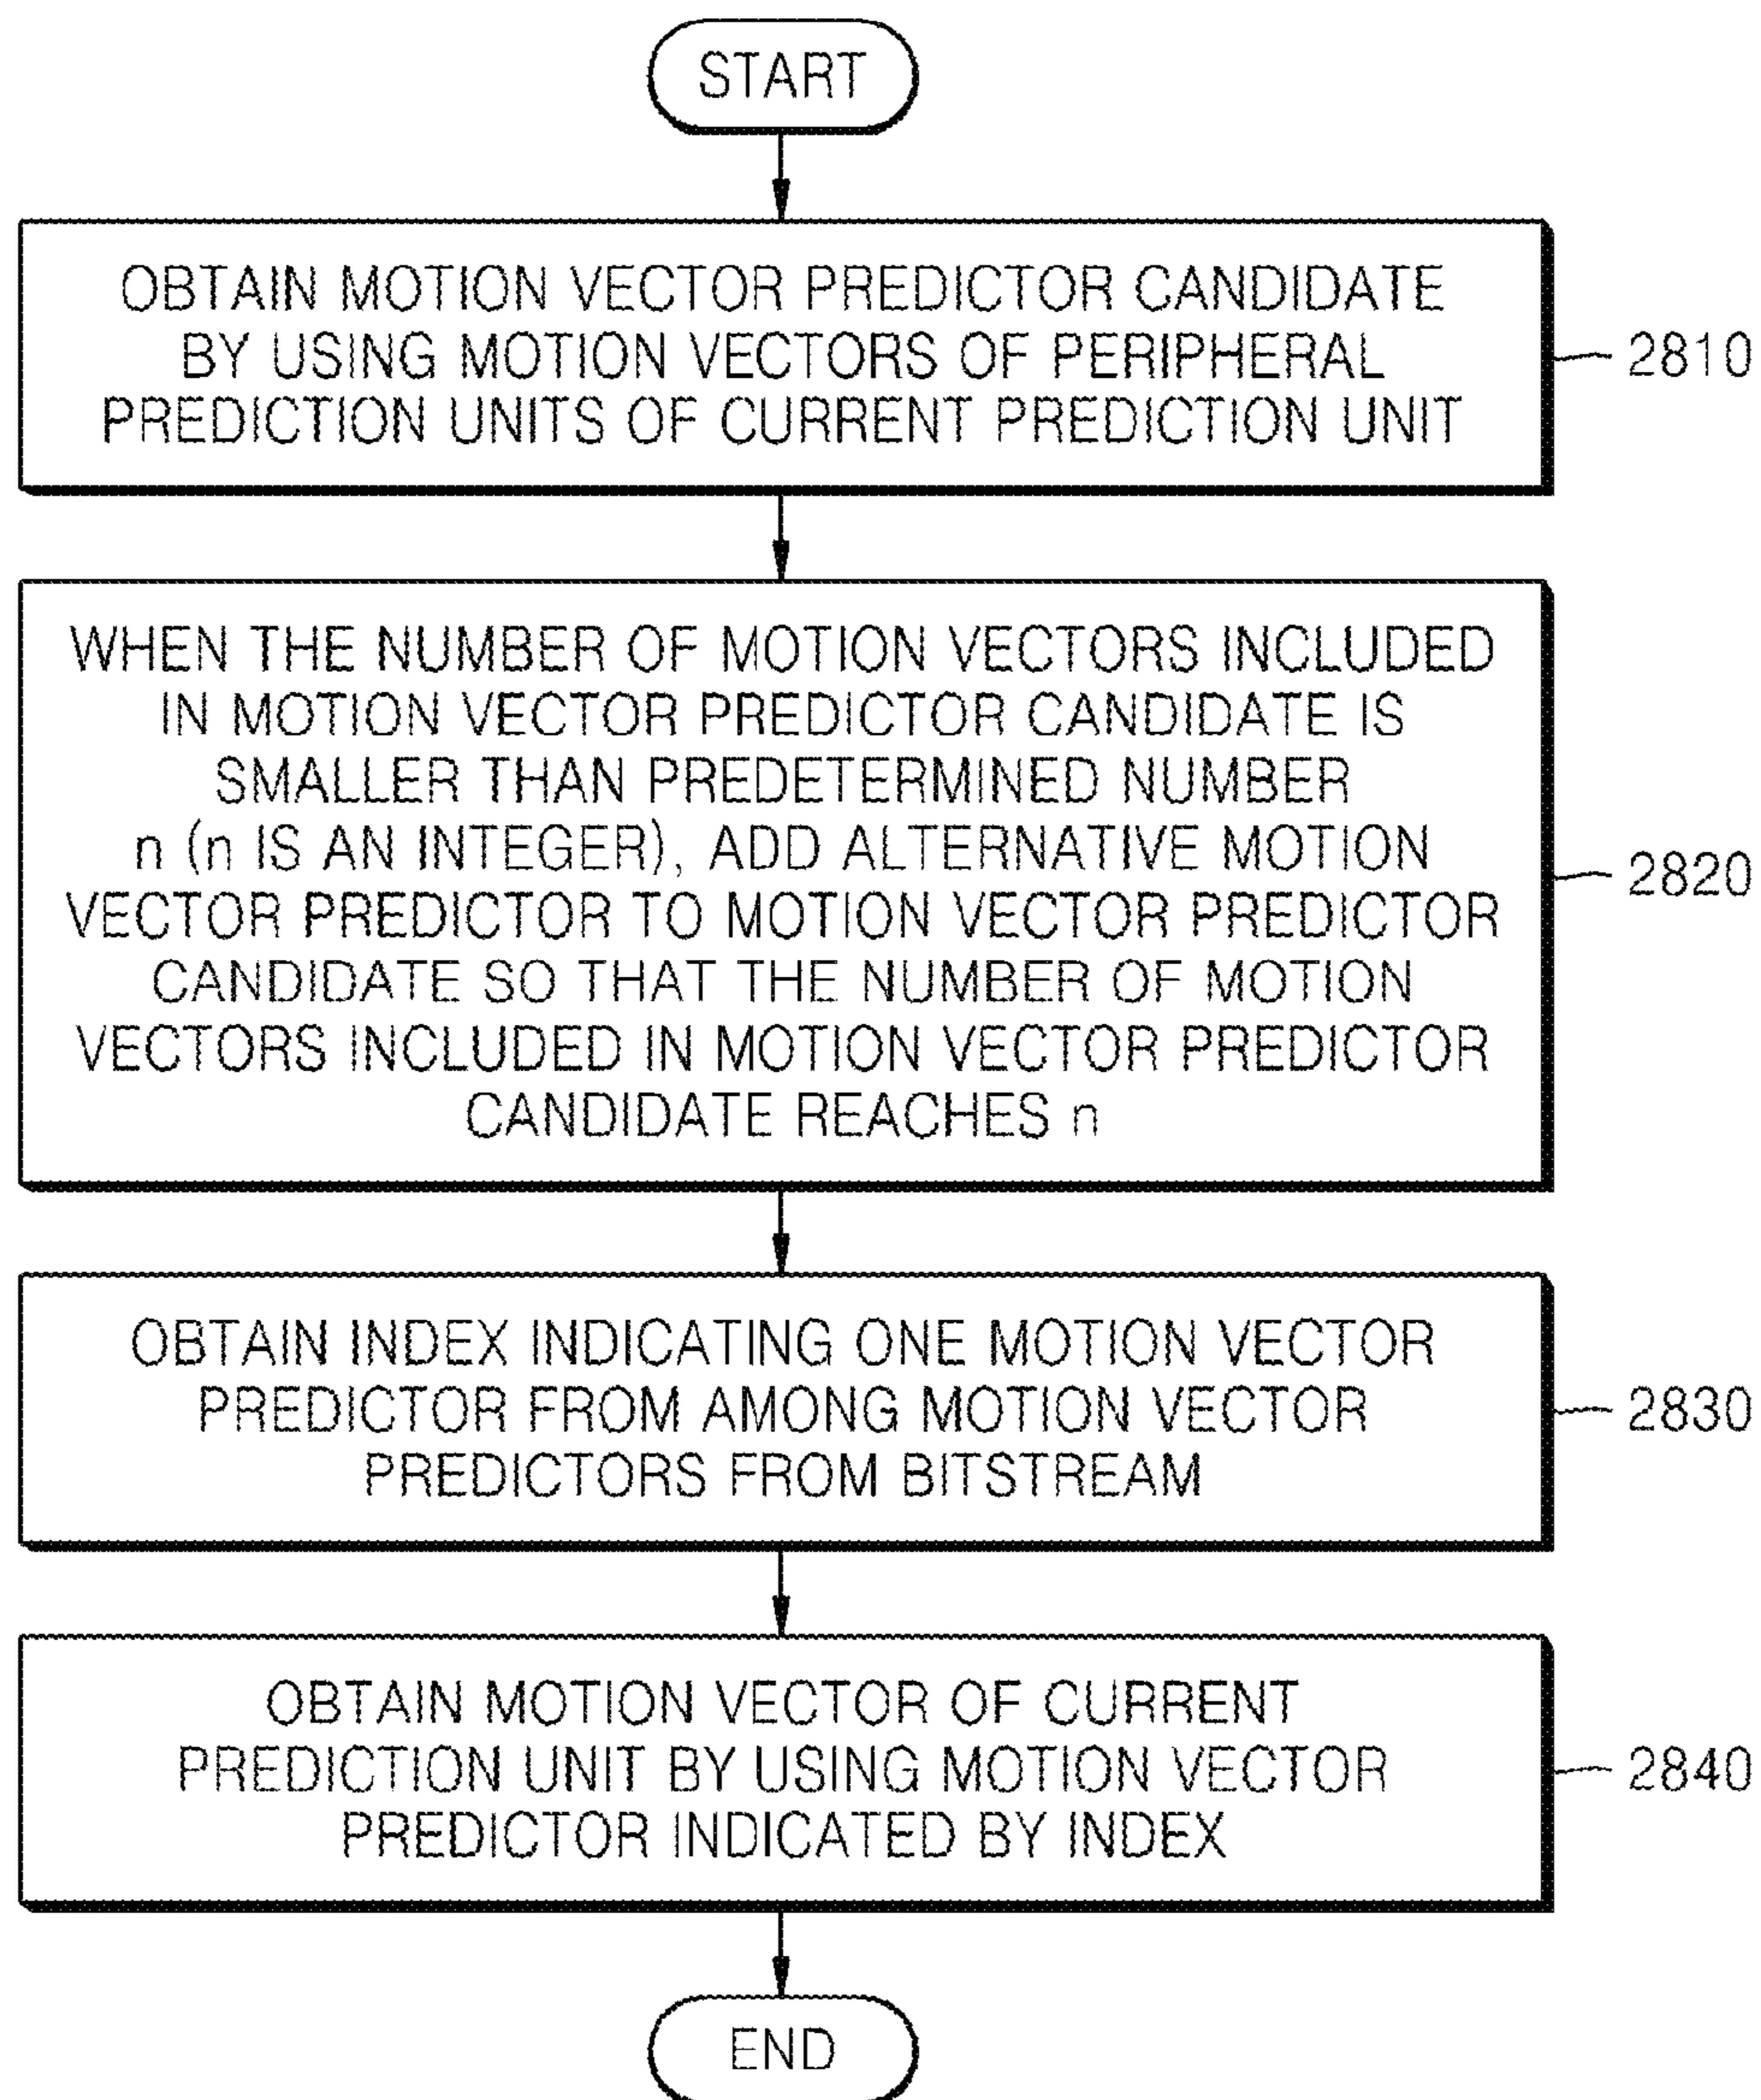 START
OBTAIN MOTION VECTOR PREDICTOR CANDIDATE
BY USING MOTION VECTORS OF PERIPHERAL
PREDICTION UNITS OF CURRENT PREDICTION UNIT
2810
WHEN THE NUMBER OF MOTION VECTORS INCLUDED
IN MOTION VECTOR PREDICTOR CANDIDATE IS
SMALLER THAN PREDETERMINED NUMBER
n (n IS AN INTEGER), ADD ALTERNATIVE MOTION
VECTOR PREDICTOR TO MOTION VECTOR PREDICTOR
CANDIDATE SO THAT THE NUMBER OF MOTION
VECTORS INCLUDED IN MOTION VECTOR PREDICTOR
CANDIDATE REACHES n
2820
OBTAIN INDEX INDICATING ONE MOTION VECTOR
PREDICTOR FROM AMONG MOTION VECTOR
PREDICTORS FROM BITSTREAM
2830
OBTAIN MOTION VECTOR OF CURRENT
PREDICTION UNIT BY USING MOTION VECTOR
PREDICTOR INDICATED BY INDEX
2840
END